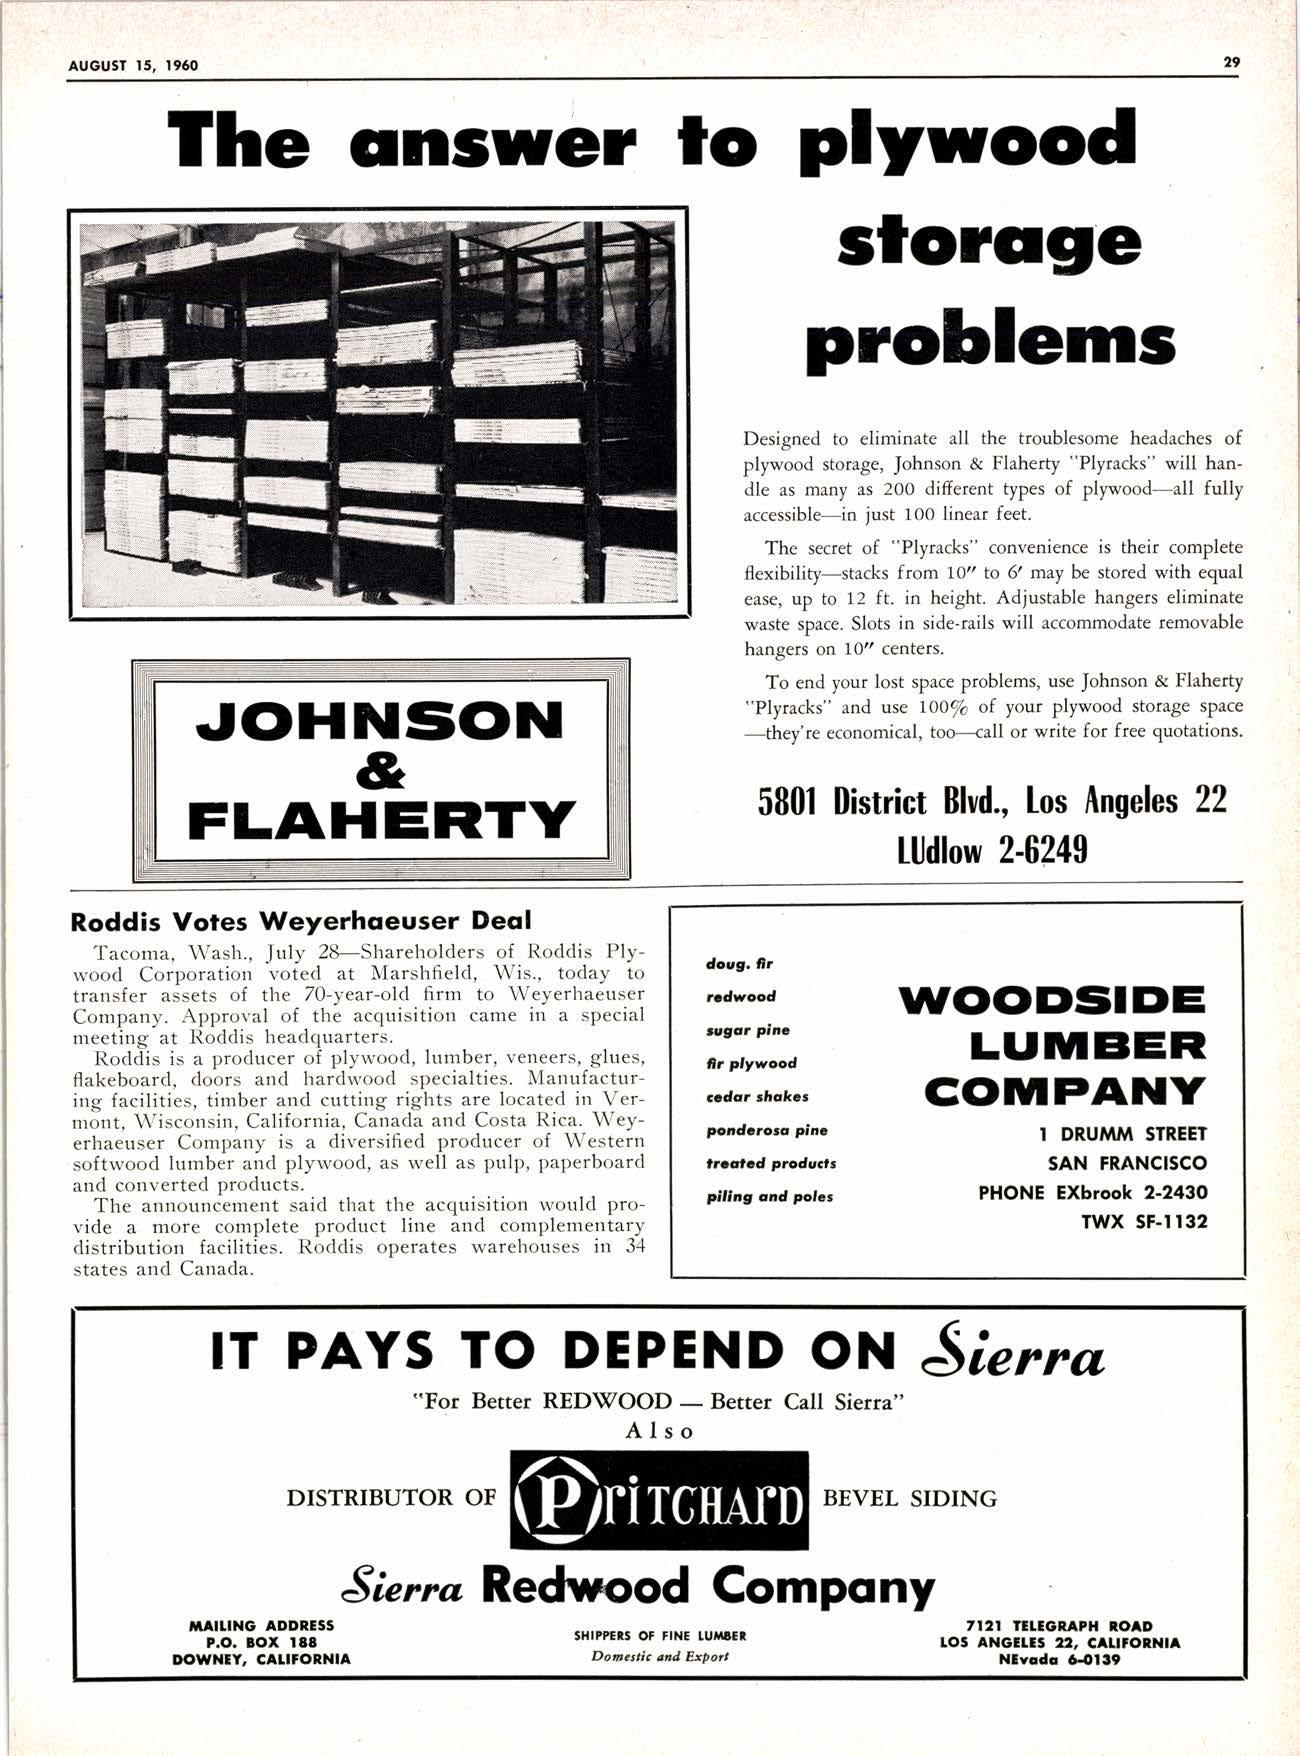 AUGUST 15, 1960
29
The answer to plywood
storage
problems
Designed to eliminate all the troublesome headaches of
plywood storage, Johnson & Flaherty "Plyracks" will han-
dle as many as 200 different types of plywood—all fully
accessible—in just 100 linear feet.
The secret of "Plyracks" convenience is their complete
flexibility—stacks from 10" to 6' may be stored with equal
ease, up to 12 ft. in height. Adjustable hangers eliminate
waste space. Slots in side-rails will accommodate removable
hangers on 10" centers.
To end your lost space problems, use Johnson & Flaherty
"Plyracks" and use 100% of your plywood storage space
—they're economical, too—call or write for free quotations.
JOHNSON
&
FLAHERTY
5801 District Blvd., Los Angeles 22
LUdlow 2-6249
Roddis Votes Weyerhaeuser Deal
Tacoma, Wash., July 28—Shareholders of Roddis Ply-
wood Corporation voted at Marshfield, Wis., today to
transfer assets of the 70-year-old firm to Weyerhaeuser
Company. Approval of the acquisition came in a special
meeting at Roddis headquarters.
Roddis is a producer of plywood, lumber, veneers, glues,
flakeboard, doors and hardwood specialties. Manufactur-
ing facilities, timber and cutting rights are located in Ver-
mont, Wisconsin, California, Canada and Costa Rica. Wey-
erhaeuser Company is a diversified producer of Western
softwood lumber and plywood, as well as pulp, paperboard
and converted products.
The announcement said that the acquisition would pro-
vide a more complete product line and complementary
distribution facilities. Roddis operates warehouses in 34
states and Canada.
doug. fir
redwood
sugar pine
fir plywood
cedar shakes
ponderosa pine
treated products
piling and poles
WOODSIDE
LUMBER
COMPANY
1 DRUMM STREET
SAN FRANCISCO
PHONE EXbrook 2-2430
TWX SF-1132
IT PAYS TO DEPEND ON Sierra
"For Better REDWOOD — Better Call Sierra"
Also
DISTRIBUTOR OF PRITCHARD BEVEL SIDING
Sierra Redwood Company
MAILING ADDRESS
P.O. BOX 188
DOWNEY, CALIFORNIA
SHIPPERS OF FINE LUMBER
Domestic and Export
7121 TELEGRAPH ROAD
LOS ANGELES 22, CALIFORNIA
NEvada 6-0139